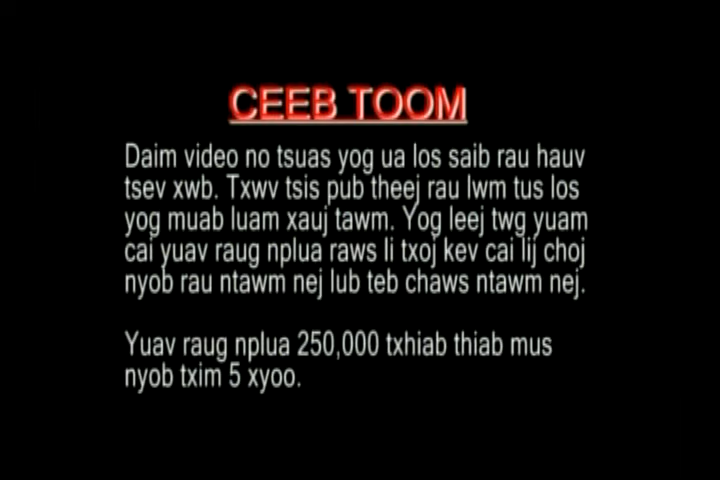 CEEB TOOM
Daim video no tsuas yog ua los saib rau hauv
tsev xwb. Txwv tsis pub theej rau lwm tus los
yog muab luam xauj tawm. Yog leej twg yuam
cai yuav raug nplua raws li txoj kev cai lij choj
nyob rau ntawm nej lub teb chaws ntawm nej.
Yuav raug nplua 250,000 txhiab thiab mus
nyob txim 5 xyoo.